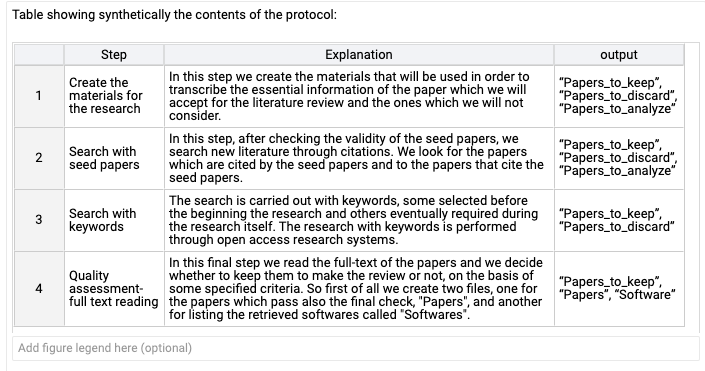 Table showing synthetically the contents of the protocol:
Step
Explanation
output
1
Create the
materials for
the research
In this step we create the materials that will be used in order to
transcribe the essential information of the paper which we will
accept for the literature review and the ones which we will not
consider.
“Papers_to_keep”,
“Papers_to_discard”,
“Papers_to_analyze”
2
Search with
seed papers
In this step, after checking the validity of the seed papers, we
search new literature through citations. We look for the papers
which are cited by the seed papers and to the papers that cite the
seed papers.
“Papers_to_keep”,
“Papers_to_discard”,
“Papers_to_analyze”
3
Search with
keywords
The search is carried out with keywords, some selected before
the beginning the research and others eventually required during
the research itself. The research with keywords is performed
through open access research systems.
“Papers_to_keep”,
“Papers_to_discard”
4
Quality
assessment-
full text reading
In this final step we read the full-text of the papers and we decide
whether to keep them to make the review or not, on the basis of
some specified criteria. So first of all we create two files, one for
the papers which pass also the final check, "Papers", and another
for listing the retrieved softwares called "Softwares".
“Papers_to_keep”,
“Papers”, “Software”
Add figure legend here (optional)